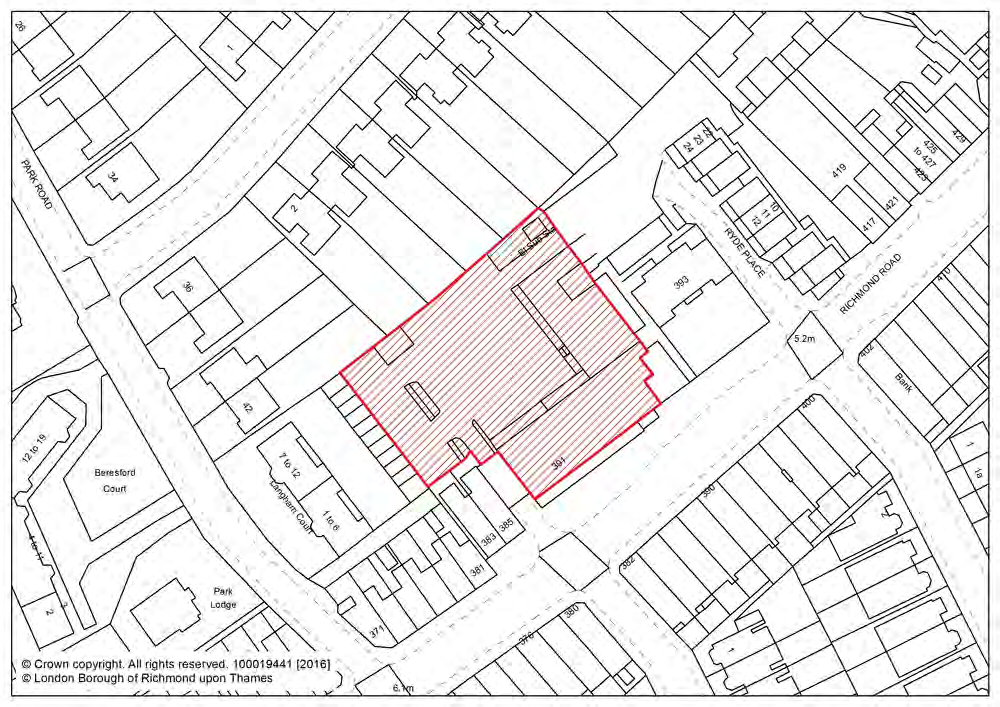 26
1
PARK ROAD
34
2
36
42
24
23
22
10
11
12
RYDE PLACE
419
417
421
423
425
to 427
429
RICHMOND ROAD
El Sub Sta
393
5.2m
410
402
Bank
400
391
390
382
380
376
385
383
381
371
12 to 19
Beresford
Court
7 to 12
Langham Court
1 to 6
Park
Lodge
2
3
1
1a
2
1
6.1m
© Crown copyright. All rights reserved. 100019441 [2016]
© London Borough of Richmond upon Thames